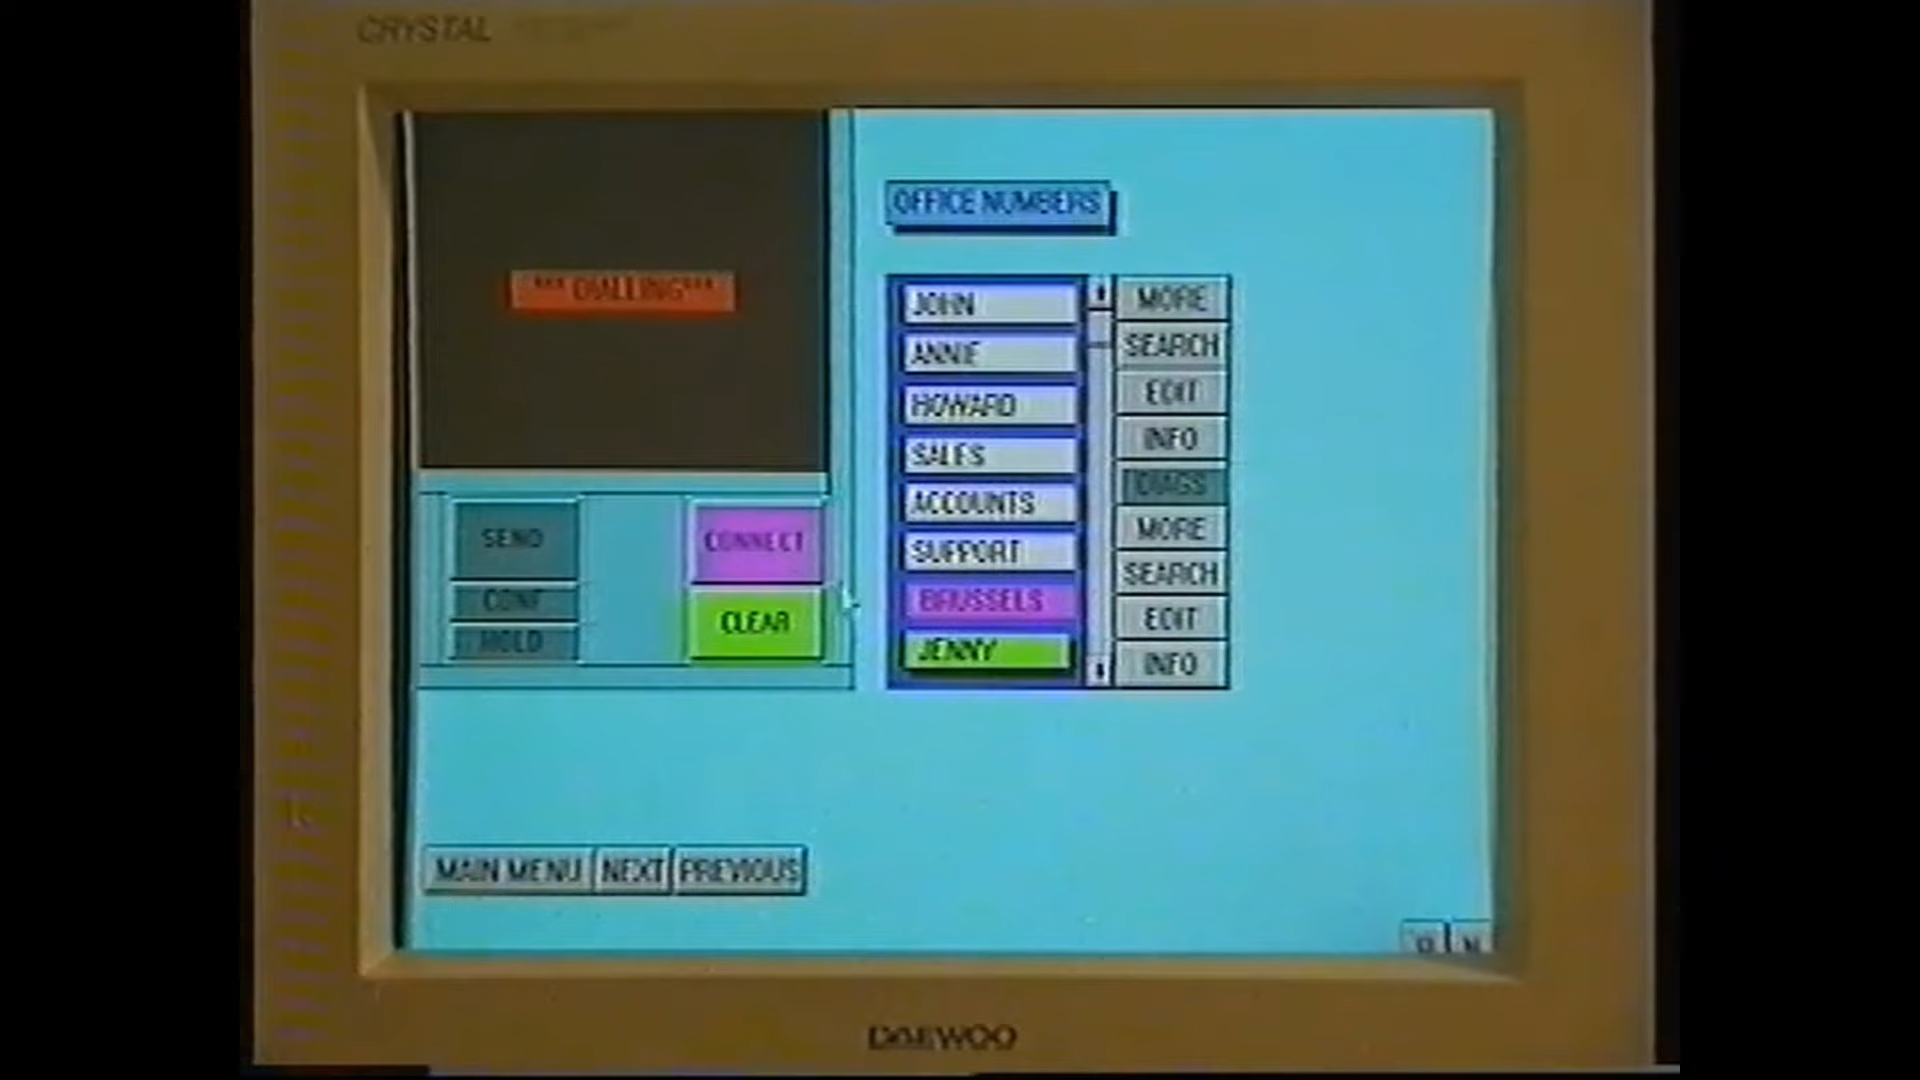 CRYSTAL
*** DIALLING***
SEND
CONF
HOLD
CONNECT
CLEAR
OFFICE NUMBERS
JOHN
ANNIE
HOWARD
SALES
ACCOUNTS
SUPPORT
BRUSSELS
JENNY
MORE
SEARCH
EDIT
INFO
DIAGS
MORE
SEARCH
EDIT
INFO
MAIN MENU NEXT PREVIOUS
DAEWOO